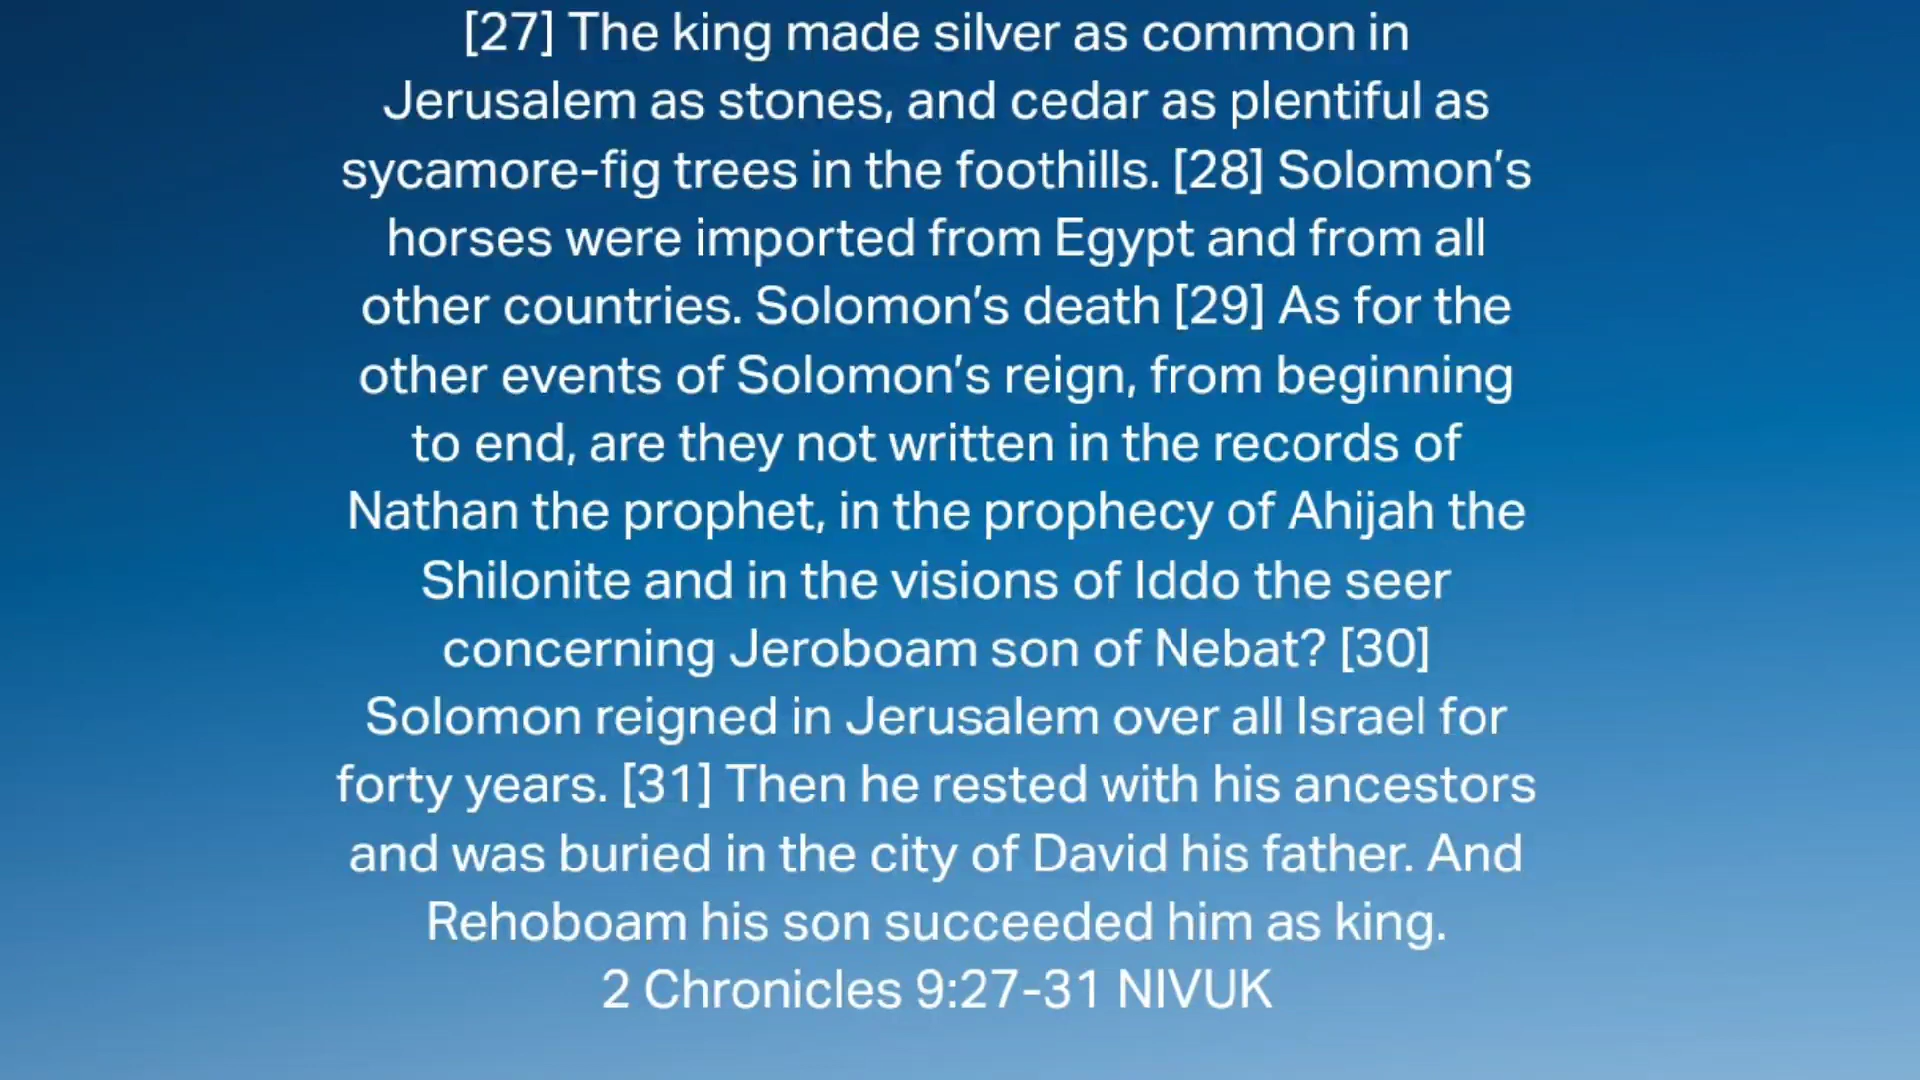 [27] The king made silver as common in
Jerusalem as stones, and cedar as plentiful as
sycamore-fig trees in the foothills. [28] Solomon’s
horses were imported from Egypt and from all
other countries. Solomon’s death [29] As for the
other events of Solomon’s reign, from beginning
to end, are they not written in the records of
Nathan the prophet, in the prophecy of Ahijah the
Shilonite and in the visions of Iddo the seer
concerning Jeroboam son of Nebat? [30]
Solomon reigned in Jerusalem over all Israel for
forty years. [31] Then he rested with his ancestors
and was buried in the city of David his father. And
Rehoboam his son succeeded him as king.
2 Chronicles 9:27-31 NIVUK